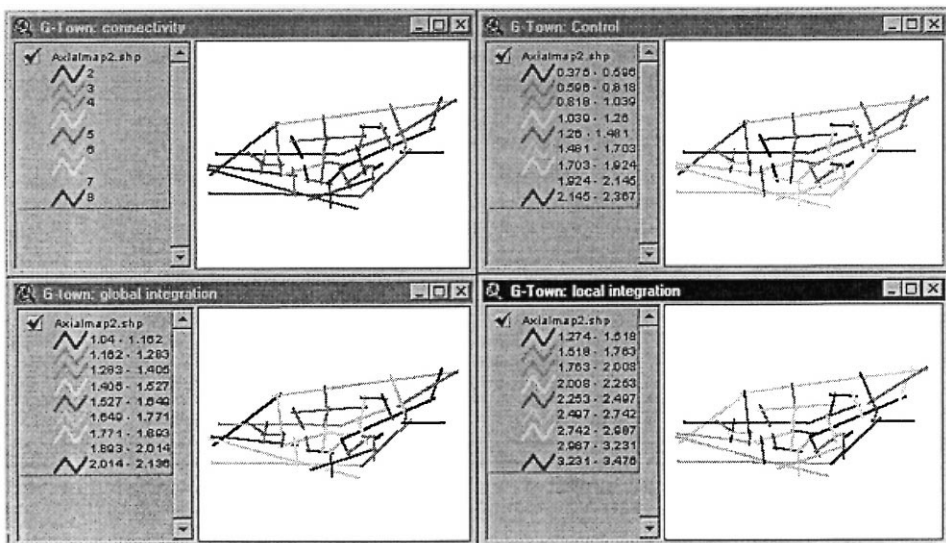 G-Town: connectivity
Axialmap2.shp
2
3
4
5
6
7
8
G-Town: Control
Axialmap2.shp
0.376 - 0.596
0.596 - 0.818
0.818 - 1.039
1.039 - 1.26
1.26 - 1.481
1.481 - 1.703
1.703 - 1.924
1.924 - 2.145
2.145 - 2.367
G-town: global integration
Axialmap2.shp
1.04 - 1.162
1.162 - 1.283
1.283 - 1.405
1.405 - 1.527
1.527 - 1.649
1.649 - 1.771
1.771 - 1.893
1.893 - 2.014
2.014 - 2.136
G-Town: local integration
Axialmap2.shp
1.274 - 1.518
1.518 - 1.763
1.763 - 2.008
2.008 - 2.253
2.253 - 2.497
2.497 - 2.742
2.742 - 2.987
2.987 - 3.231
3.231 - 3.476